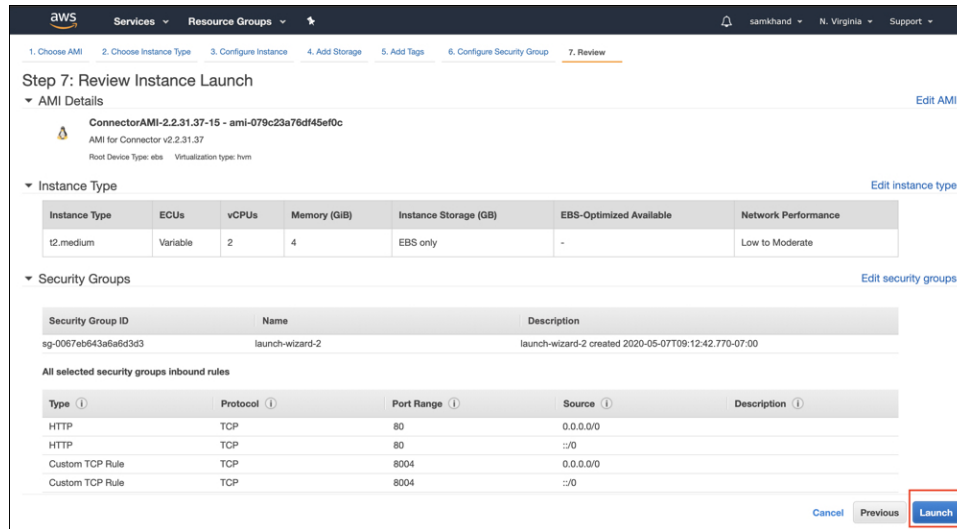 aws Services Resource Groups samkhand N. Virginia Support
1. Choose AMI 2. Choose Instance Type 3. Configure Instance 4. Add Storage 5. Add Tags 6. Configure Security Group 7. Review
Step 7: Review Instance Launch
AMI Details Edit AMI
ConnectorAMI-2.2.31.37-15 - ami-079c23a76df45ef0c
AMI for Connector v2.2.31.37
Root Device Type: ebs Virtualization type: hvm
Instance Type Edit instance type
Instance Type ECUs vCPUs Memory (GiB) Instance Storage (GB) EBS-Optimized Available Network Performance
t2.medium Variable 2 4 EBS only - Low to Moderate
Security Groups Edit security groups
Security Group ID Name Description
sg-0067eb643a6a6d3d3 launch-wizard-2 launch-wizard-2 created 2020-05-07T09:12:42.770-07:00
All selected security groups inbound rules
Type Protocol Port Range Source Description
HTTP TCP 80 0.0.0.0/0
HTTP TCP 80 ::/0
Custom TCP Rule TCP 8004 0.0.0.0/0
Custom TCP Rule TCP 8004 ::/0
Cancel Previous Launch